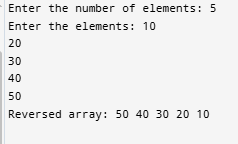 Enter the number of elements: 5
Enter the elements: 10
20
30
40
50
Reversed array: 50 40 30 20 10